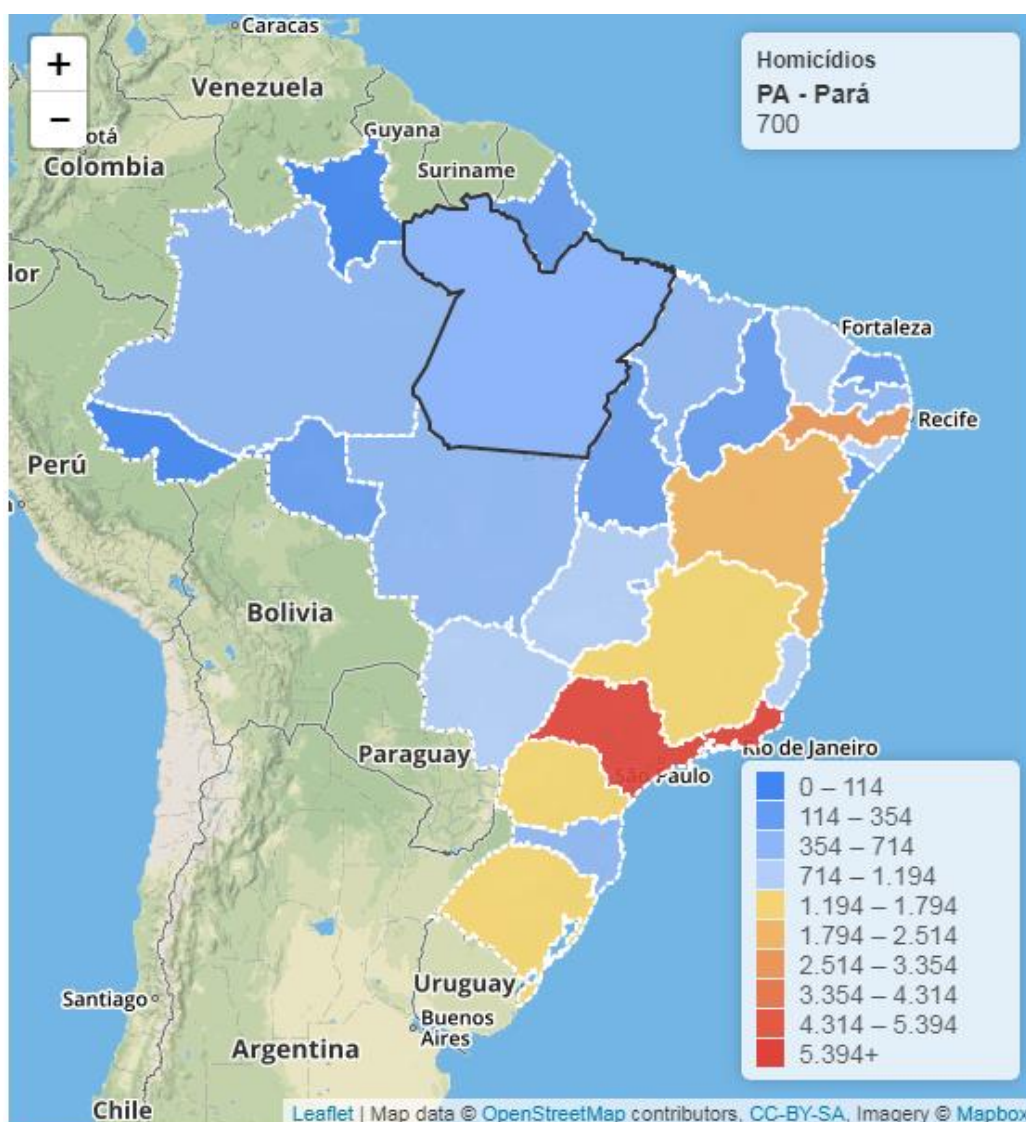 Caracas
+
−
Venezuela
otá
Colombia
Guyana
Suriname
Homicídios
PA - Pará
700
dor
Fortaleza
Recife
Perú
Bolivia
Paraguay
Rio de Janeiro
São Paulo
0 – 114
114 – 354
354 – 714
714 – 1.194
1.194 – 1.794
1.794 – 2.514
2.514 – 3.354
3.354 – 4.314
4.314 – 5.394
5.394+
Uruguay
Santiago
Buenos
Aires
Argentina
Chile
Leaflet | Map data © OpenStreetMap contributors, CC-BY-SA, Imagery © Mapbox